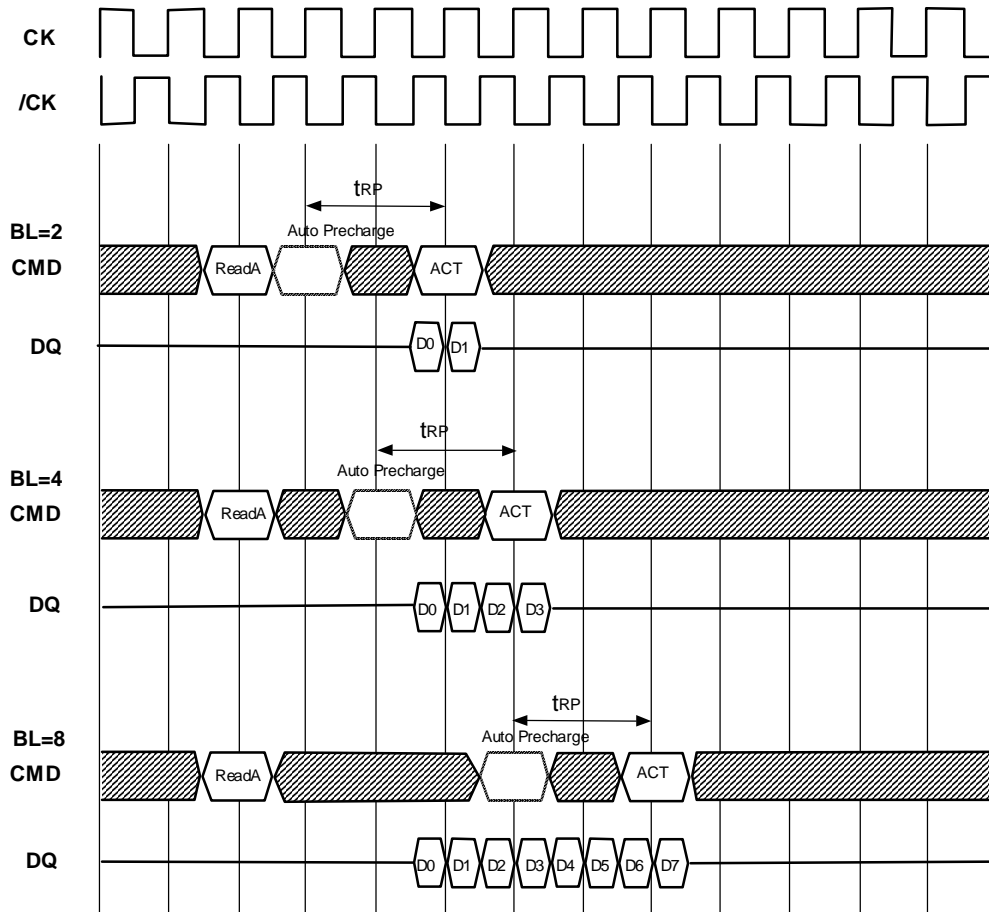 CK
/CK
tRP
BL=2
Auto Precharge
CMD
ReadA
ACT
DQ
D0 D1
tRP
Auto Precharge
BL=4
CMD
ReadA
ACT
DQ
D0 D1 D2 D3
tRP
BL=8
Auto Precharge
CMD
ReadA
ACT
DQ
D0 D1 D2 D3 D4 D5 D6 D7